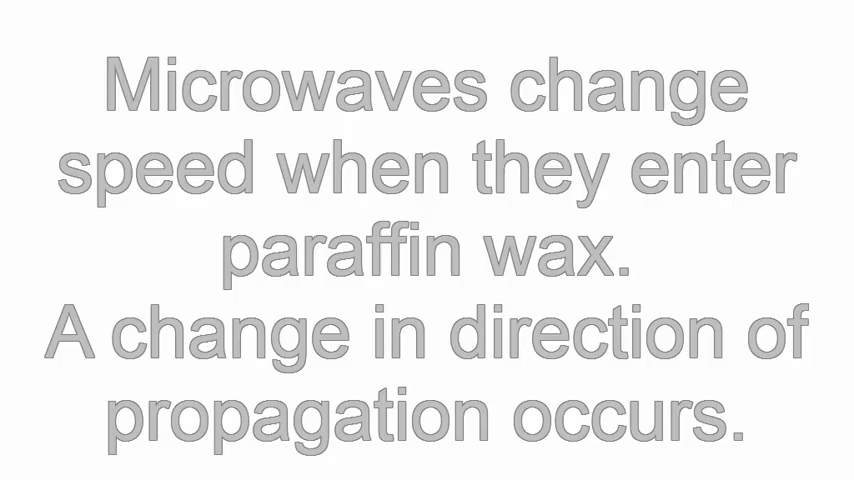 Microwaves change
speed when they enter
paraffin wax.
A change in direction of
propagation occurs.